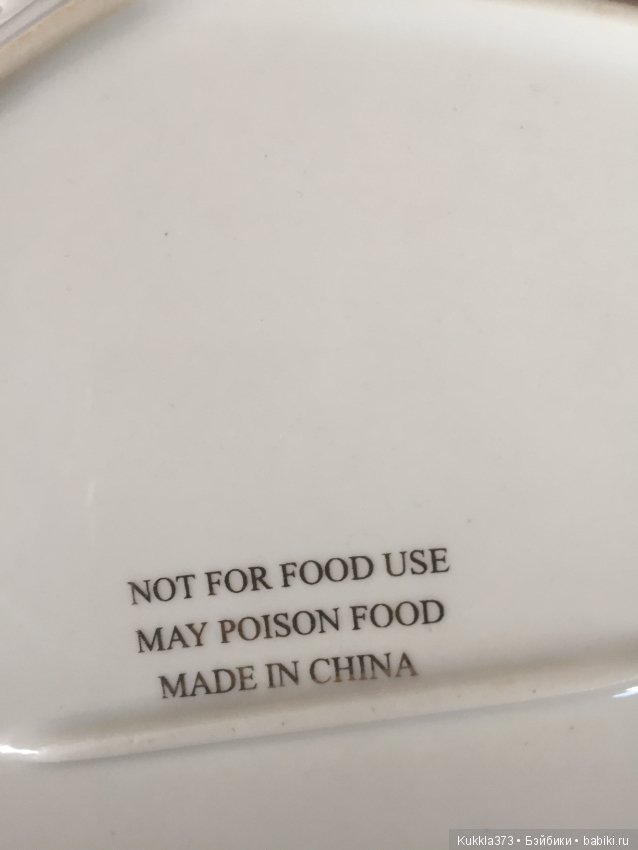 NOT FOR FOOD USE
MAY POISON FOOD
MADE IN CHINA
Kukkla373 • Бэйбики • babiki.ru